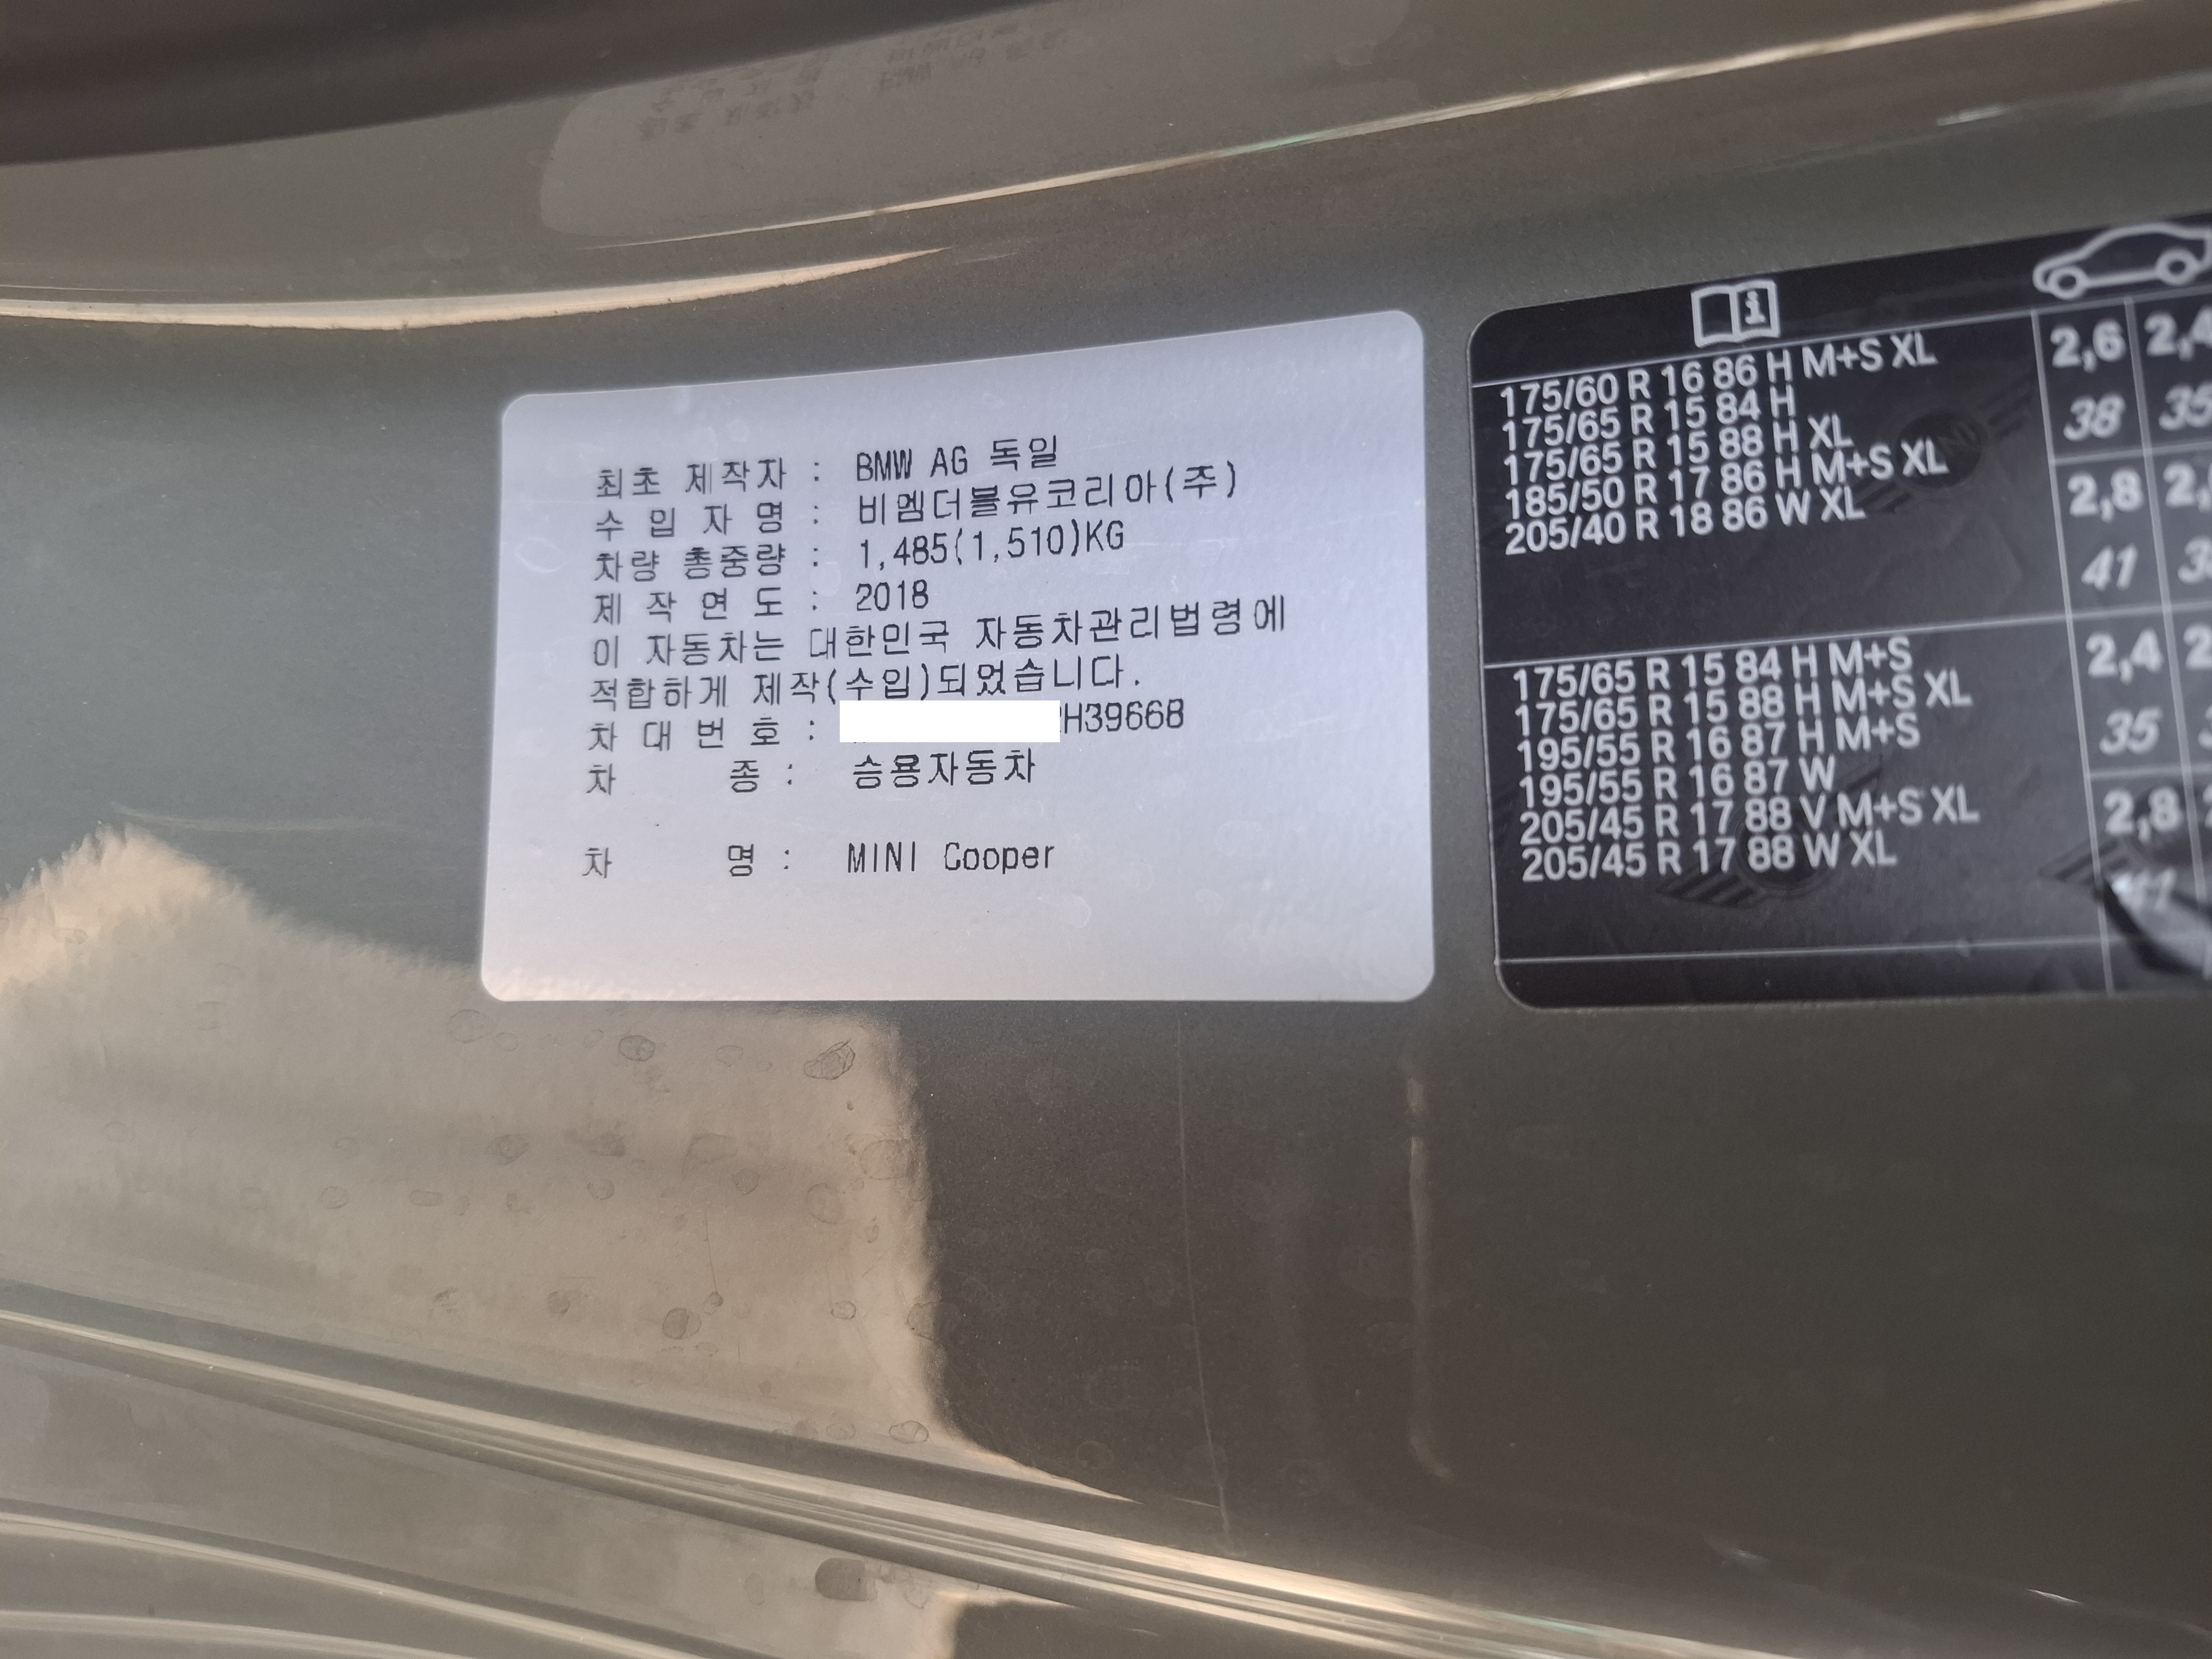 최초 제작자 : BMW AG 독일
수 입 자 명 : 비엠더블유코리아(주)
차량 총중량 : 1,485(1,510)KG
제 작 연 도 : 2018
이 자동차는 대한민국 자동차관리법령에
적합하게 제작(수입)되었습니다.
차 대 번 호 : H39668
차 종 : 승용자동차
차 명 : MINI Cooper
175/60 R 16 86 H M+S XL
175/65 R 15 84 H
175/65 R 15 88 H XL
185/50 R 17 86 H M+S XL
205/40 R 18 86 W XL
2,6 2,4
38 35
2,8
41
175/65 R 15 84 H M+S
175/65 R 15 88 H M+S XL
195/55 R 16 87 H M+S
195/55 R 16 87 W
205/45 R 17 88 V M+S XL
205/45 R 17 88 W XL
2,4
35
2,8